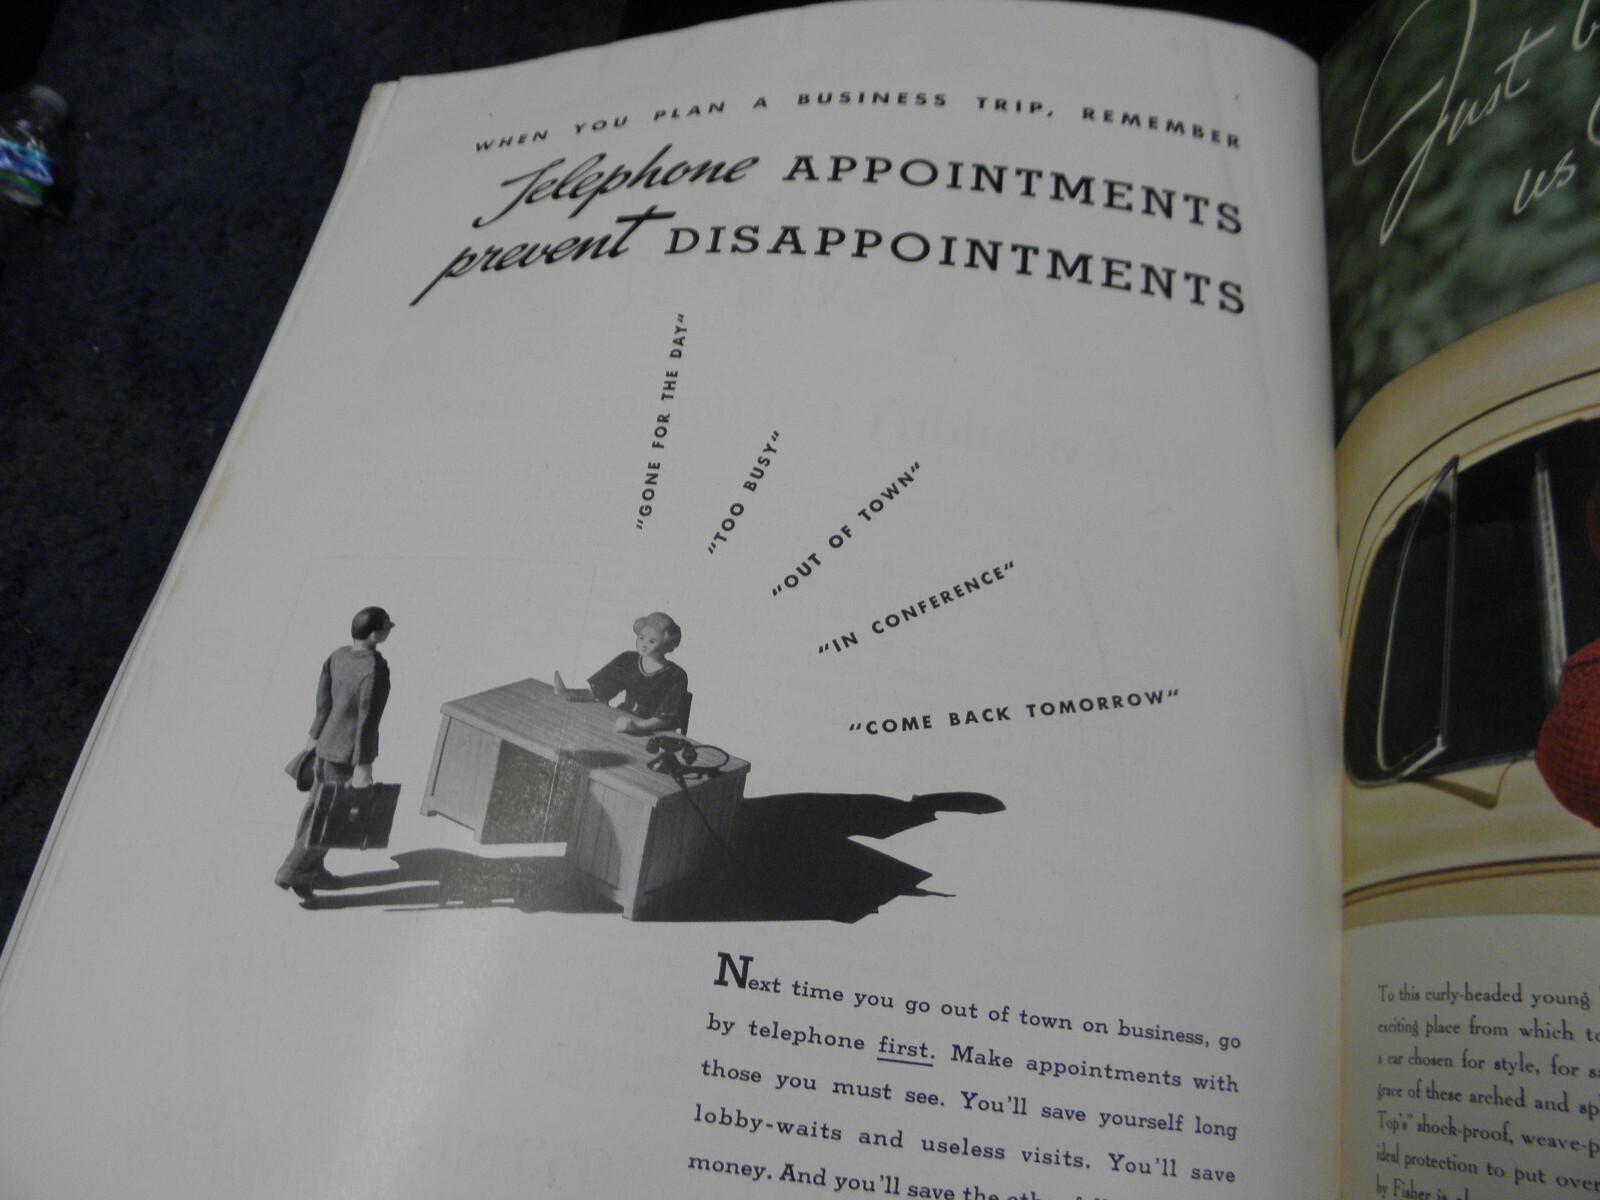 WHEN YOU PLAN A BUSINESS TRIP, REMEMBER
Telephone APPOINTMENTS
prevent DISAPPOINTMENTS
"GONE FOR THE DAY"
"TOO BUSY"
"OUT OF TOWN"
"IN CONFERENCE"
"COME BACK TOMORROW"
Next time you go out of town on business, go
by telephone first. Make appointments with
those you must see. You'll save yourself long
lobby-waits and useless visits. You'll save
money. And you'll save the
Just
us
To this curly-headed young
exciting place from which
a car chosen for style, for
grace of these arched and
Top's" shock-proof,
ideal protection to put over
by Fisher